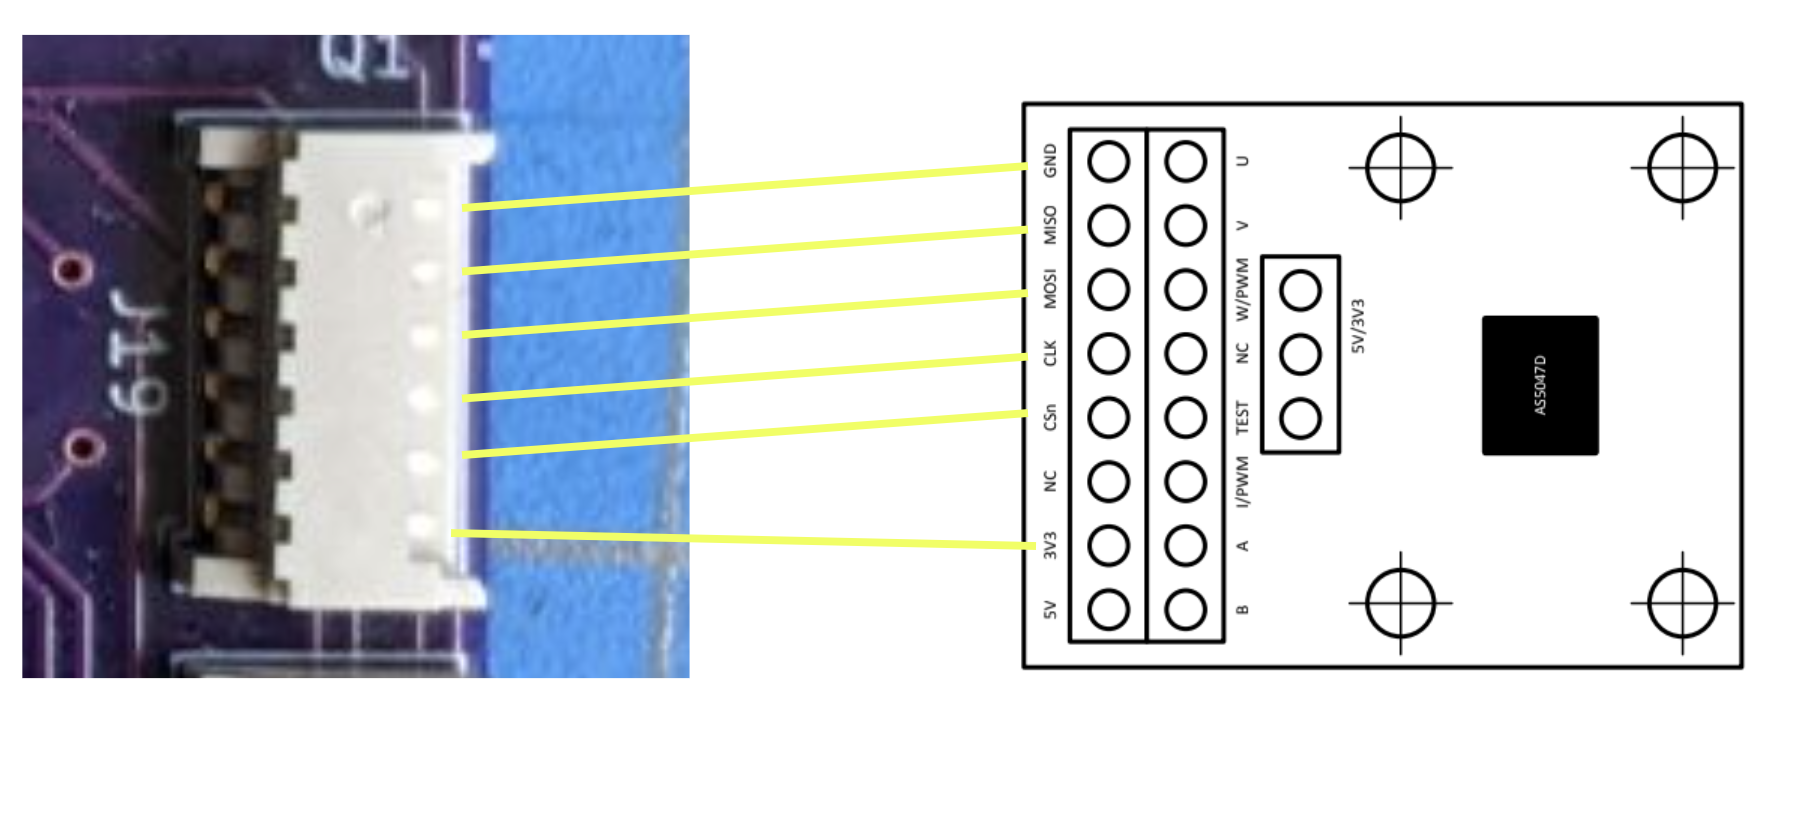 Q1
J19
GND
MISO
MOSI
CLK
CSn
NC
3V3
5V
U
V
W/PWM
NC
TEST
I/PWM
A
B
5V/3V3
AS5047D